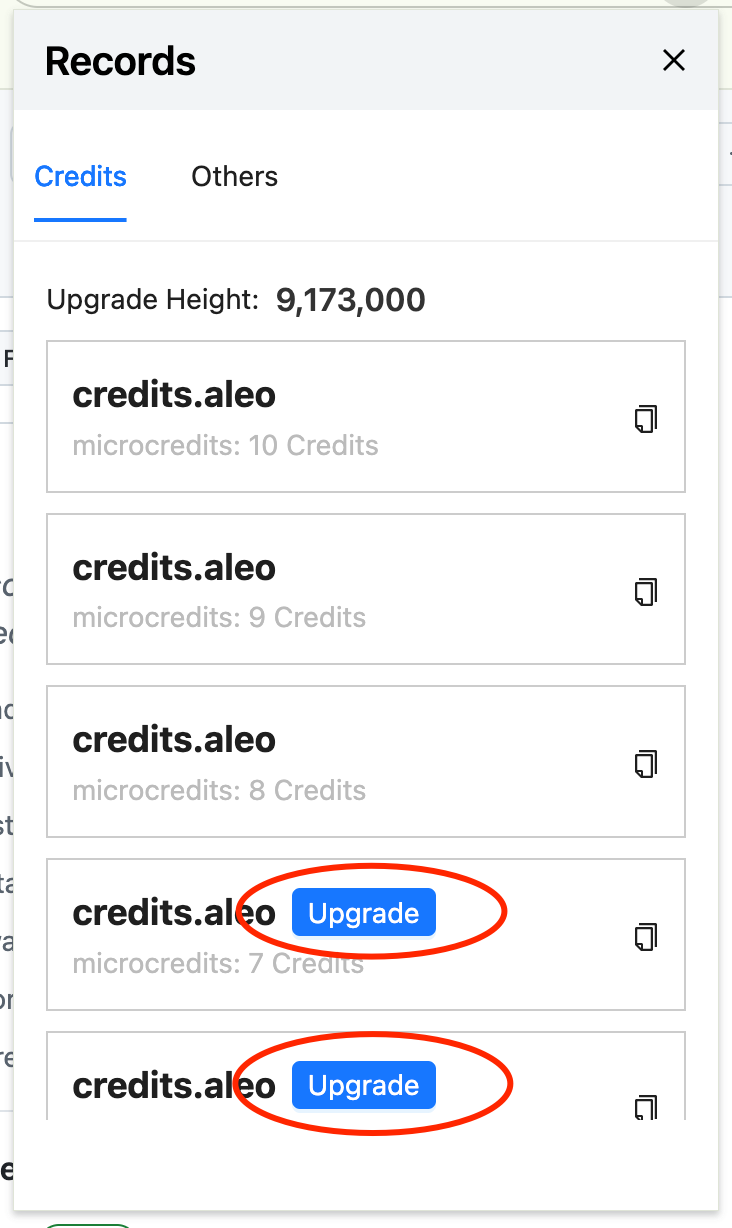 Records
Credits Others
Upgrade Height: 9,173,000
credits.aleo
microcredits: 10 Credits
credits.aleo
microcredits: 9 Credits
credits.aleo
microcredits: 8 Credits
credits.aleo Upgrade
microcredits: 7 Credits
credits.aleo Upgrade